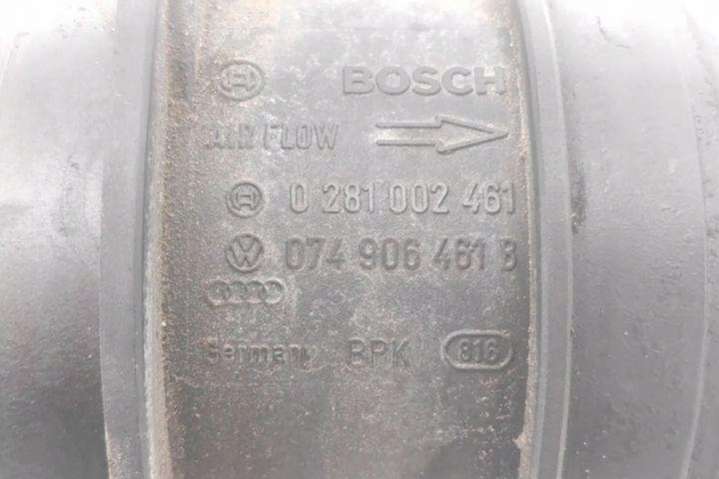 BOSCH
AIR FLOW
0 281 002 461
074 906 461 B
Germany BPK 816